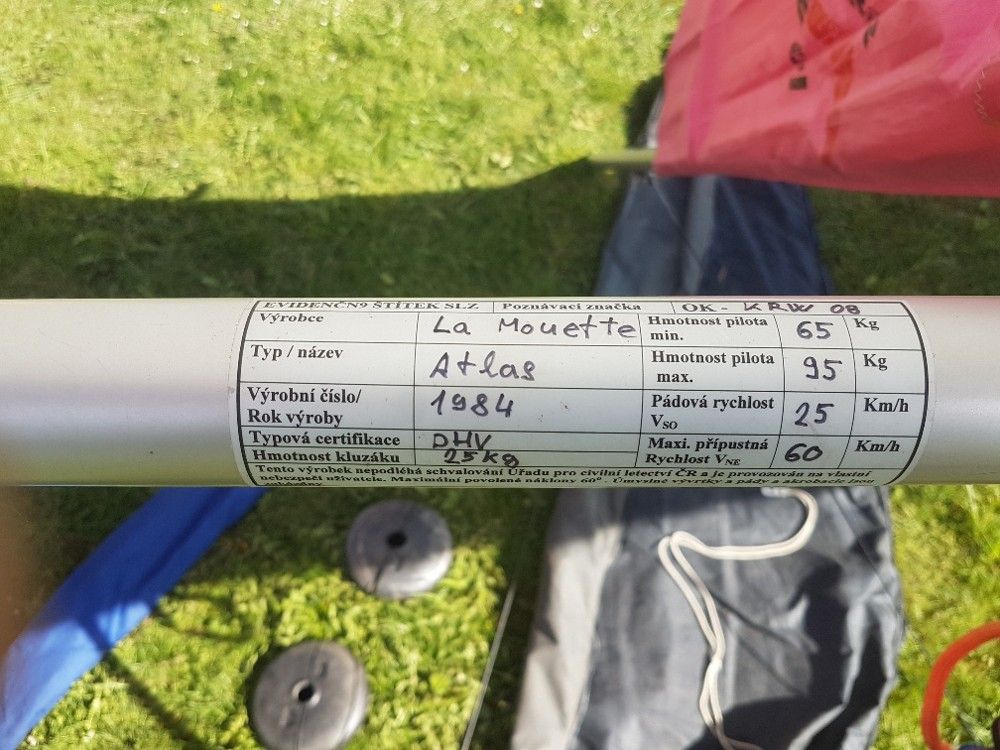 EVIDENČN9 ŠTÍTEK SLZ Poznávací značka OK - KRW 08
Výrobce La Mouette Hmotnost pilota min. 65 Kg
Typ / název Atlas Hmotnost pilota max. 95 Kg
Výrobní číslo/ Rok výroby 1984 Pádová rychlost VSO 25 Km/h
Typová certifikace DHV Maxi. přípustná Rychlost VNE 60 Km/h
Hmotnost kluzáku 25kg
Tento výrobek nepodléhá schvalování Úřadu pro civilní letectví ČR a je provozován na vlastní
nebezpečí uživatele. Maximální povolené náklony 60°. Úmyslné vývrtky a pády a akrobacie jsou